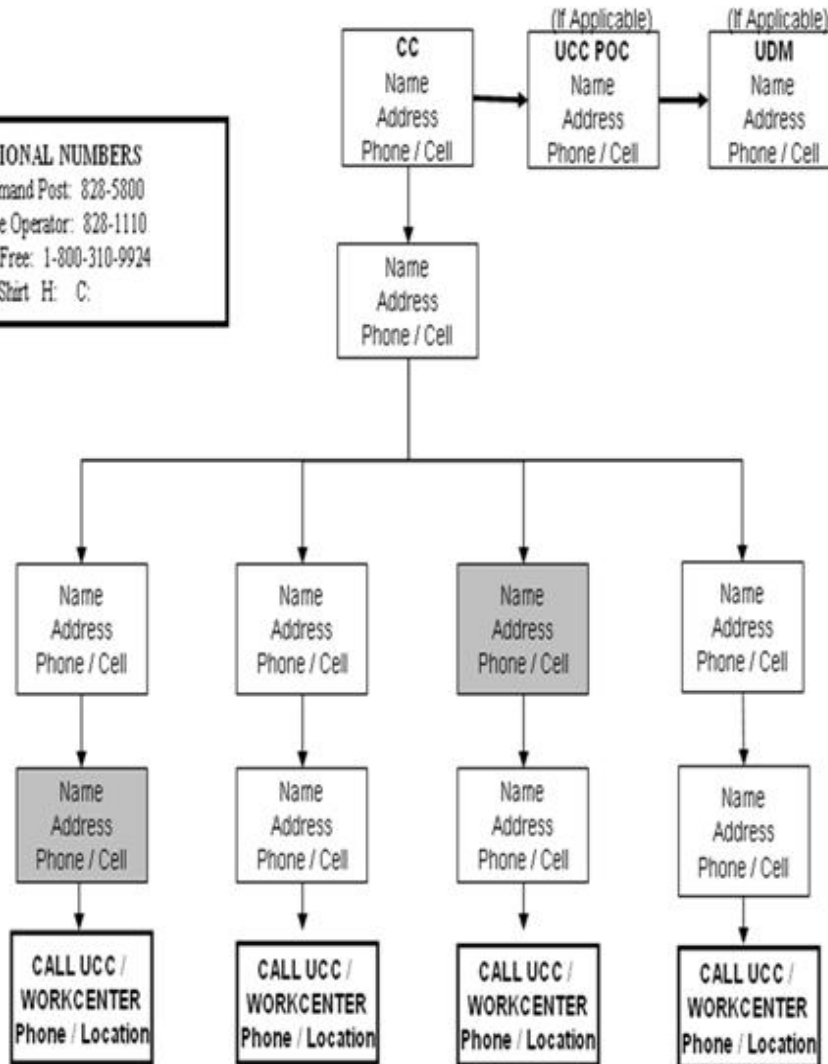 (If Applicable)
(If Applicable)
CC
Name
Address
Phone / Cell
UCC POC
Name
Address
Phone / Cell
UDM
Name
Address
Phone / Cell
IONAL NUMBERS
mand Post: 828-5800
e Operator: 828-1110
Free: 1-800-310-9924
Shirt H: C:
Name
Address
Phone / Cell
Name
Address
Phone / Cell
Name
Address
Phone / Cell
Name
Address
Phone / Cell
Name
Address
Phone / Cell
Name
Address
Phone / Cell
Name
Address
Phone / Cell
Name
Address
Phone / Cell
Name
Address
Phone / Cell
CALL UCC /
WORKCENTER
Phone / Location
CALL UCC /
WORKCENTER
Phone / Location
CALL UCC /
WORKCENTER
Phone / Location
CALL UCC /
WORKCENTER
Phone / Location